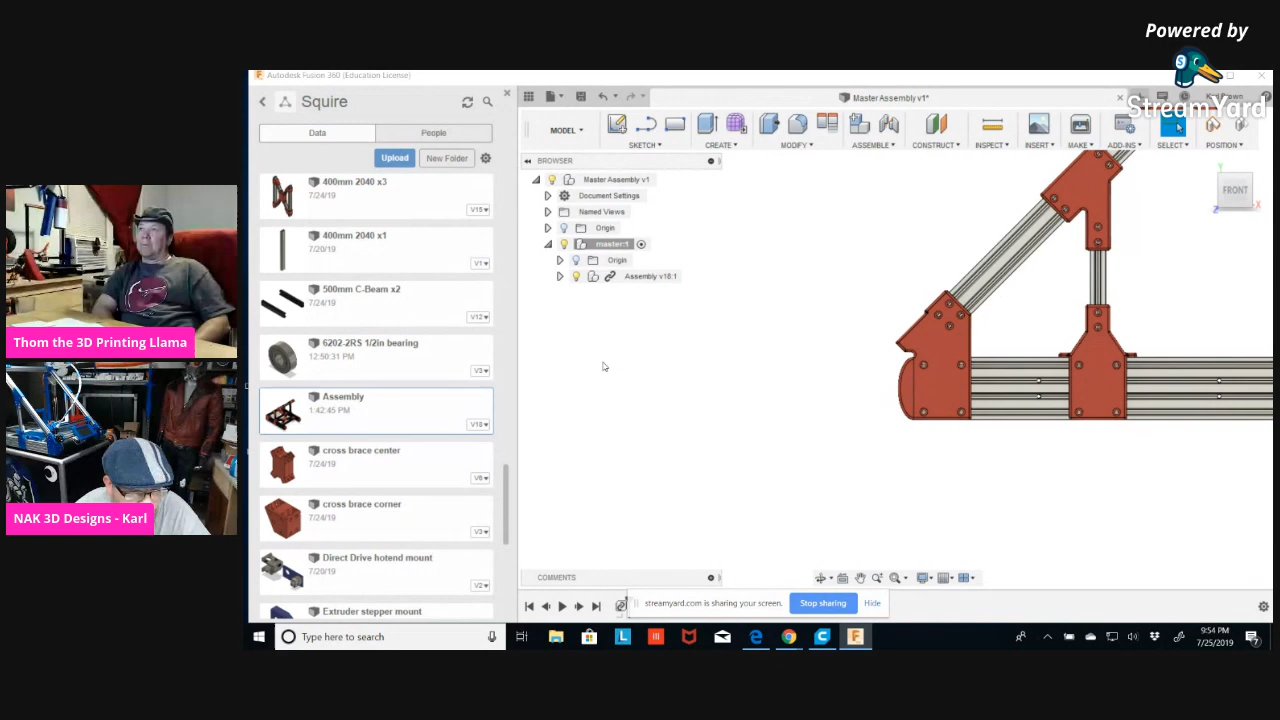 Powered by
StreamYard
Thom the 3D Printing Llama
NAK 3D Designs - Karl
Autodesk Fusion 360 (Education License)
Squire
Data
People
Upload
New Folder
400mm 2040 x3
7/24/19
V15
400mm 2040 x1
7/20/19
V1
500mm C-Beam x2
7/24/19
V12
6202-2RS 1/2in bearing
12:50:31 PM
V2
Assembly
1:42:45 PM
V18
cross brace center
7/24/19
V6
cross brace corner
7/24/19
V3
Direct Drive hotend mount
7/20/19
V2
Extruder stepper mount
Master Assembly v1*
MODEL
SKETCH
CREATE
MODIFY
ASSEMBLE
CONSTRUCT
INSPECT
INSERT
MAKE
ADD-INS
SELECT
POSITION
BROWSER
Master Assembly v1
Document Settings
Named Views
Origin
master:1
Origin
Assembly v18:1
Y
FRONT
X
Z
COMMENTS
streamyard.com is sharing your screen.
Stop sharing
Hide
Type here to search
9:54 PM
7/25/2019